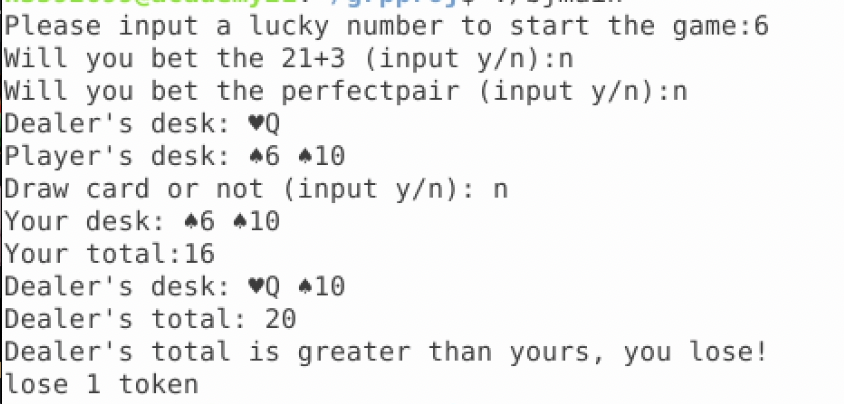 Please input a lucky number to start the game:6
Will you bet the 21+3 (input y/n):n
Will you bet the perfectpair (input y/n):n
Dealer's desk: ♥Q
Player's desk: ♠6 ♠10
Draw card or not (input y/n): n
Your desk: ♠6 ♠10
Your total:16
Dealer's desk: ♥Q ♠10
Dealer's total: 20
Dealer's total is greater than yours, you lose!
lose 1 token